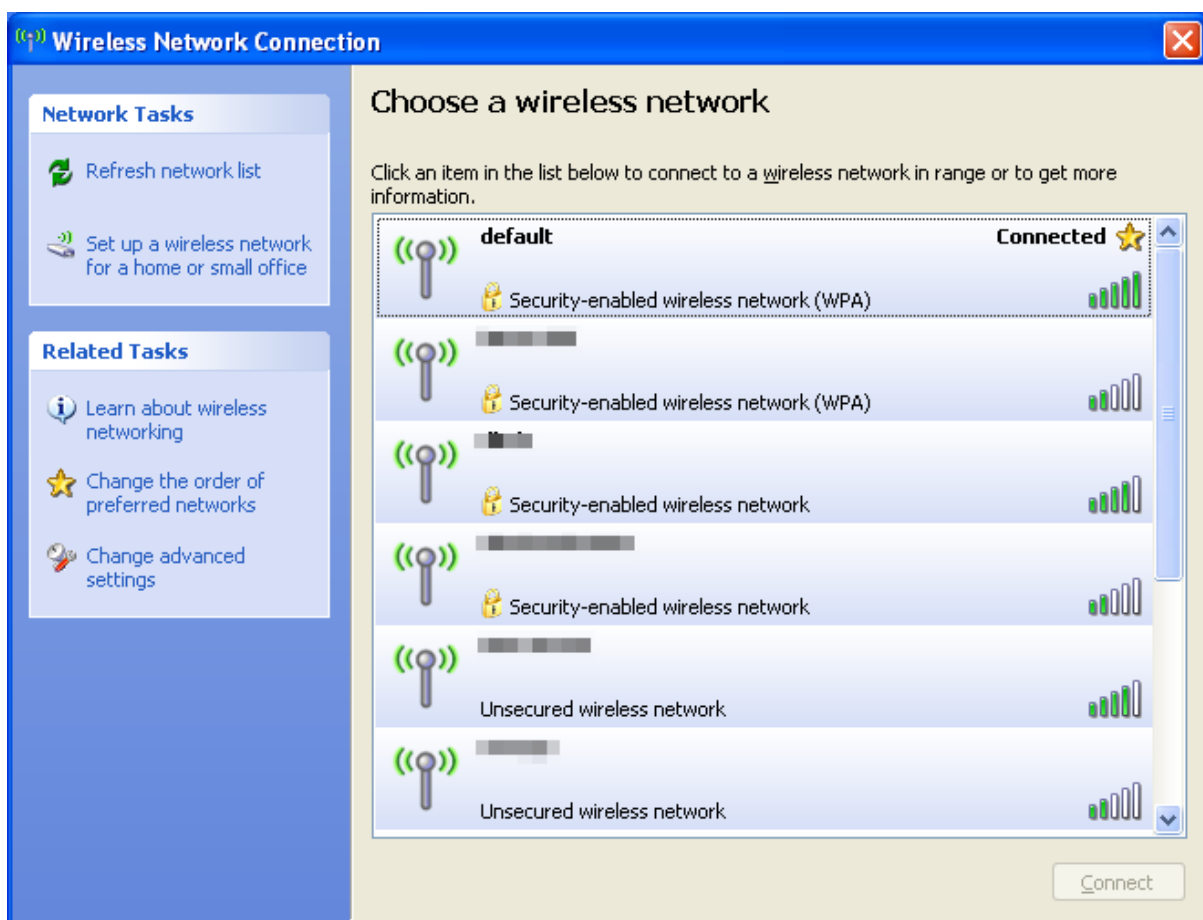 Wireless Network Connection
Network Tasks
Refresh network list
Set up a wireless network
for a home or small office
Related Tasks
Learn about wireless
networking
Change the order of
preferred networks
Change advanced
settings
Choose a wireless network
Click an item in the list below to connect to a wireless network in range or to get more
information.
default
Connected
Security-enabled wireless network (WPA)
Security-enabled wireless network (WPA)
Security-enabled wireless network
Security-enabled wireless network
Unsecured wireless network
Unsecured wireless network
Connect